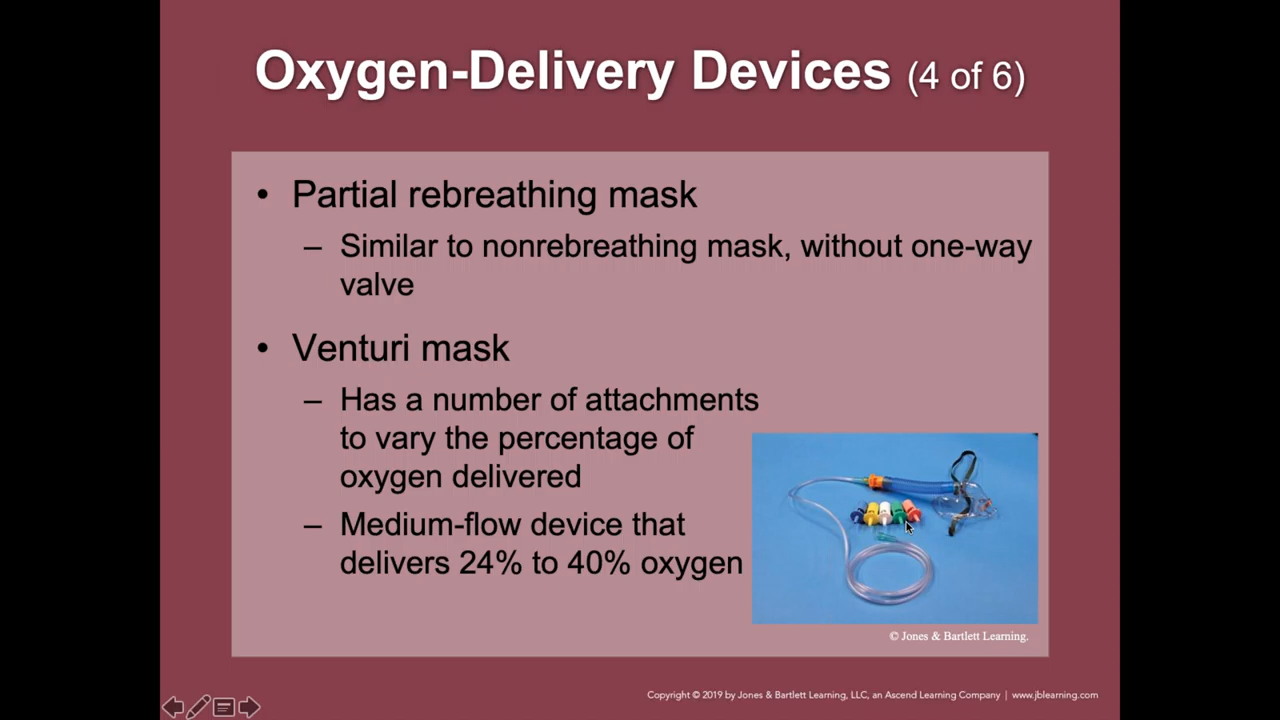 Oxygen-Delivery Devices (4 of 6)
• Partial rebreathing mask
– Similar to nonrebreathing mask, without one-way
valve
• Venturi mask
– Has a number of attachments
to vary the percentage of
oxygen delivered
– Medium-flow device that
delivers 24% to 40% oxygen
© Jones & Bartlett Learning.
Copyright © 2019 by Jones & Bartlett Learning, LLC, an Ascend Learning Company | www.jblearning.com